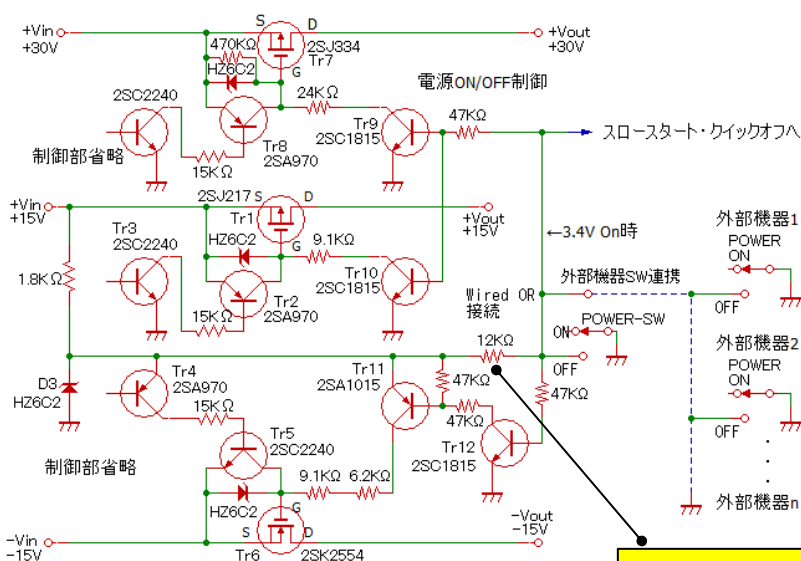 +Vin
+30V
S
D
+Vout
+30V
2SJ334
Tr7
470KΩ
HZ6C2
G
電源ON/OFF制御
2SC2240
24KΩ
Tr9
2SC1815
47KΩ
スロースタート・クイックオフへ
Tr8
2SA970
制御部省略
15KΩ
+Vin
+15V
2SJ217
S
D
Tr1
+Vout
+15V
Tr3
2SC2240
HZ6C2
G
9.1KΩ
←3.4V On時
外部機器1
POWER
ON
OFF
1.8KΩ
Tr10
2SC1815
外部機器SW連携
Tr2
2SA970
15KΩ
Wired OR
接続
12KΩ
ON
POWER-SW
OFF
外部機器2
POWER
ON
OFF
D3
HZ6C2
Tr4
2SA970
15KΩ
Tr11
2SA1015
47KΩ
47KΩ
47KΩ
Tr5
2SC2240
Tr12
2SC1815
制御部省略
9.1KΩ
6.2KΩ
HZ6C2
G
外部機器n
-Vin
-15V
S
D
Tr6
2SK2554
-Vout
-15V